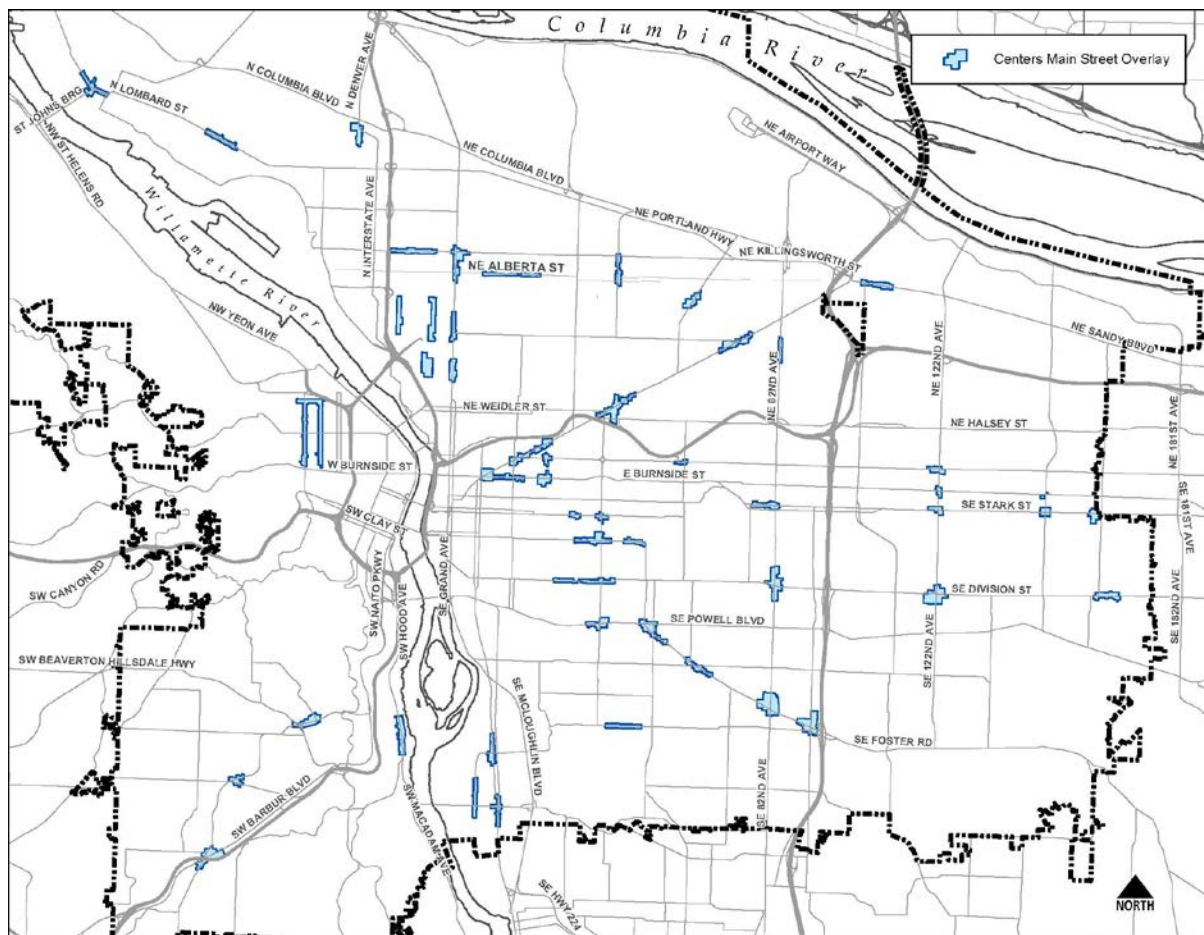 Columbia River
Centers Main Street Overlay
N COLUMBIA BLVD
N DENVER AVE
N LOMBARD ST
ST JOHNS BRG
NW ST HELENS RD
NE AIRPORT WAY
NE COLUMBIA BLVD
Willamette River
N INTERSTATE AVE
NE PORTLAND HWY
NE KILLINGSWORTH ST
NE ALBERTA ST
NW YEON AVE
NE SANDY BLVD
NE 122ND AVE
NE 82ND AVE
NE WEIDLER ST
NE HALSEY ST
NE 181ST AVE
W BURNSIDE ST
E BURNSIDE ST
SE STARK ST
SE 181ST AVE
SW CLAY ST
SW CANYON RD
SW NAITO PKWY
SW HOOD AVE
SE GRAND AVE
SE DIVISION ST
SE POWELL BLVD
SE 122ND AVE
SE 182ND AVE
SW BEAVERTON HILLSDALE HWY
SE MCLOUGHLIN BLVD
SE FOSTER RD
SW BARBUR BLVD
SW MACADAM AVE
SE 82ND AVE
SE HWY 224
NORTH